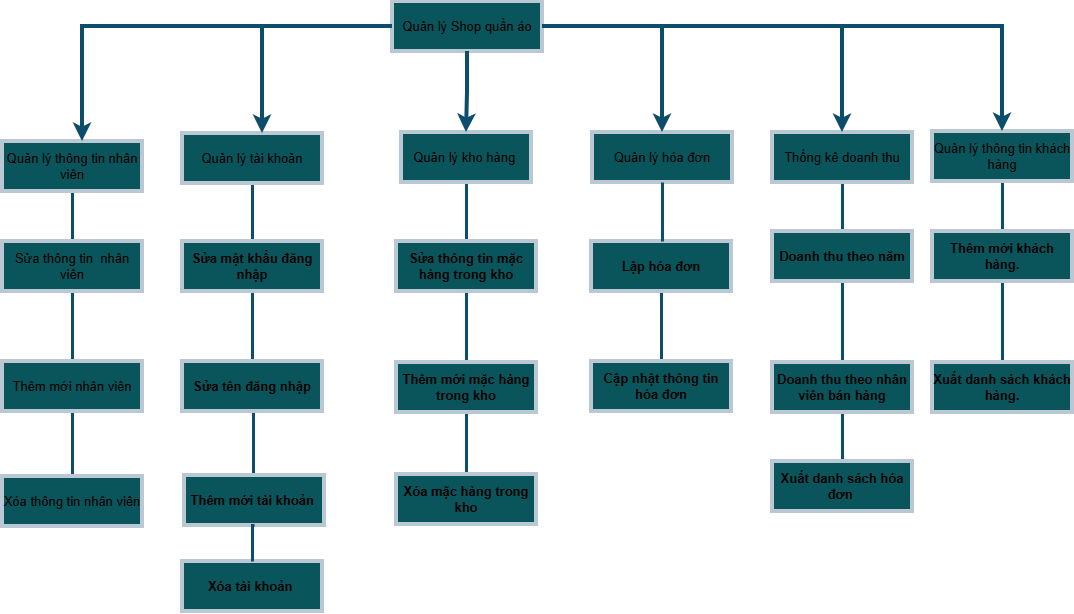 Quản lý Shop quần áo
Quản lý thông tin nhân
viên
Quản lý tài khoản
Quản lý kho hàng
Quản lý hóa đơn
Thống kê doanh thu
Quản lý thông tin khách
hàng
Sửa thông tin  nhân
viên
Sửa mật khẩu đăng
nhập
Sửa thông tin mặc
hàng trong kho
Lập hóa đơn
Doanh thu theo năm
Thêm mới khách
hàng.
Thêm mới nhân viên
Sửa tên đăng nhập
Thêm mới mặc hàng
trong kho
Cập nhật thông tin
hóa đơn
Doanh thu theo nhân
viên bán hàng
Xuất danh sách khách
hàng.
Xóa thông tin nhân viên
Thêm mới tài khoản
Xóa mặc hàng trong
kho
Xuất danh sách hóa
đơn
Xóa tài khoản